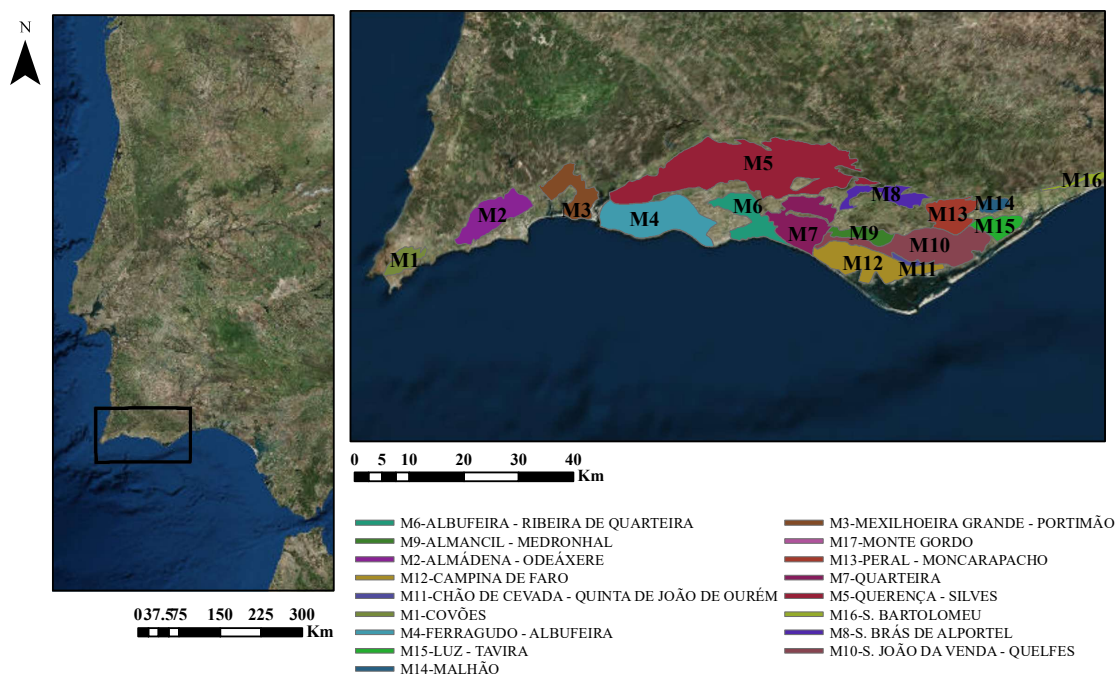 N
M5
M16
M8
M2
M6
M14
M3
M13
M4
M15
M7
M9
M10
M1
M12
M11
0 5 10 20 30 40
Km
0 37.5 75 150 225 300
Km
M6-ALBUFEIRA - RIBEIRA DE QUARTEIRA
M9-ALMANCIL - MEDRONHAL
M2-ALMÁDENA - ODEÁXERE
M12-CAMPINA DE FARO
M11-CHÃO DE CEVADA - QUINTA DE JOÃO DE OURÉM
M1-COVÕES
M4-FERRAGUDO - ALBUFEIRA
M15-LUZ - TAVIRA
M14-MALHÃO
M3-MEXILHOEIRA GRANDE - PORTIMÃO
M17-MONTE GORDO
M13-PERAL - MONCARAPACHO
M7-QUARTEIRA
M5-QUERENÇA - SILVES
M16-S. BARTOLOMEU
M8-S. BRÁS DE ALPORTEL
M10-S. JOÃO DA VENDA - QUELFES